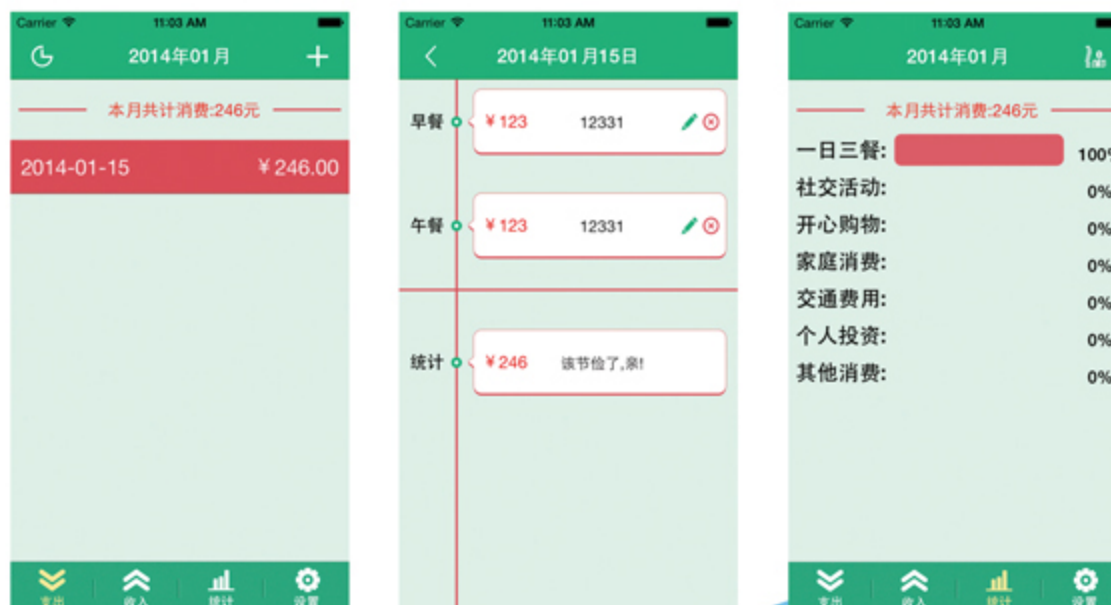 Carrier 11:03 AM
2014年01月
本月共计消费:246元
2014-01-15 ¥246.00
支出 收入 统计 设置
Carrier 11:03 AM
2014年01月15日
早餐 ¥123 12331
午餐 ¥123 12331
统计 ¥246 该节俭了,亲!
Carrier 11:03 AM
2014年01月
本月共计消费:246元
一日三餐: 100%
社交活动: 0%
开心购物: 0%
家庭消费: 0%
交通费用: 0%
个人投资: 0%
其他消费: 0%
支出 收入 统计 设置